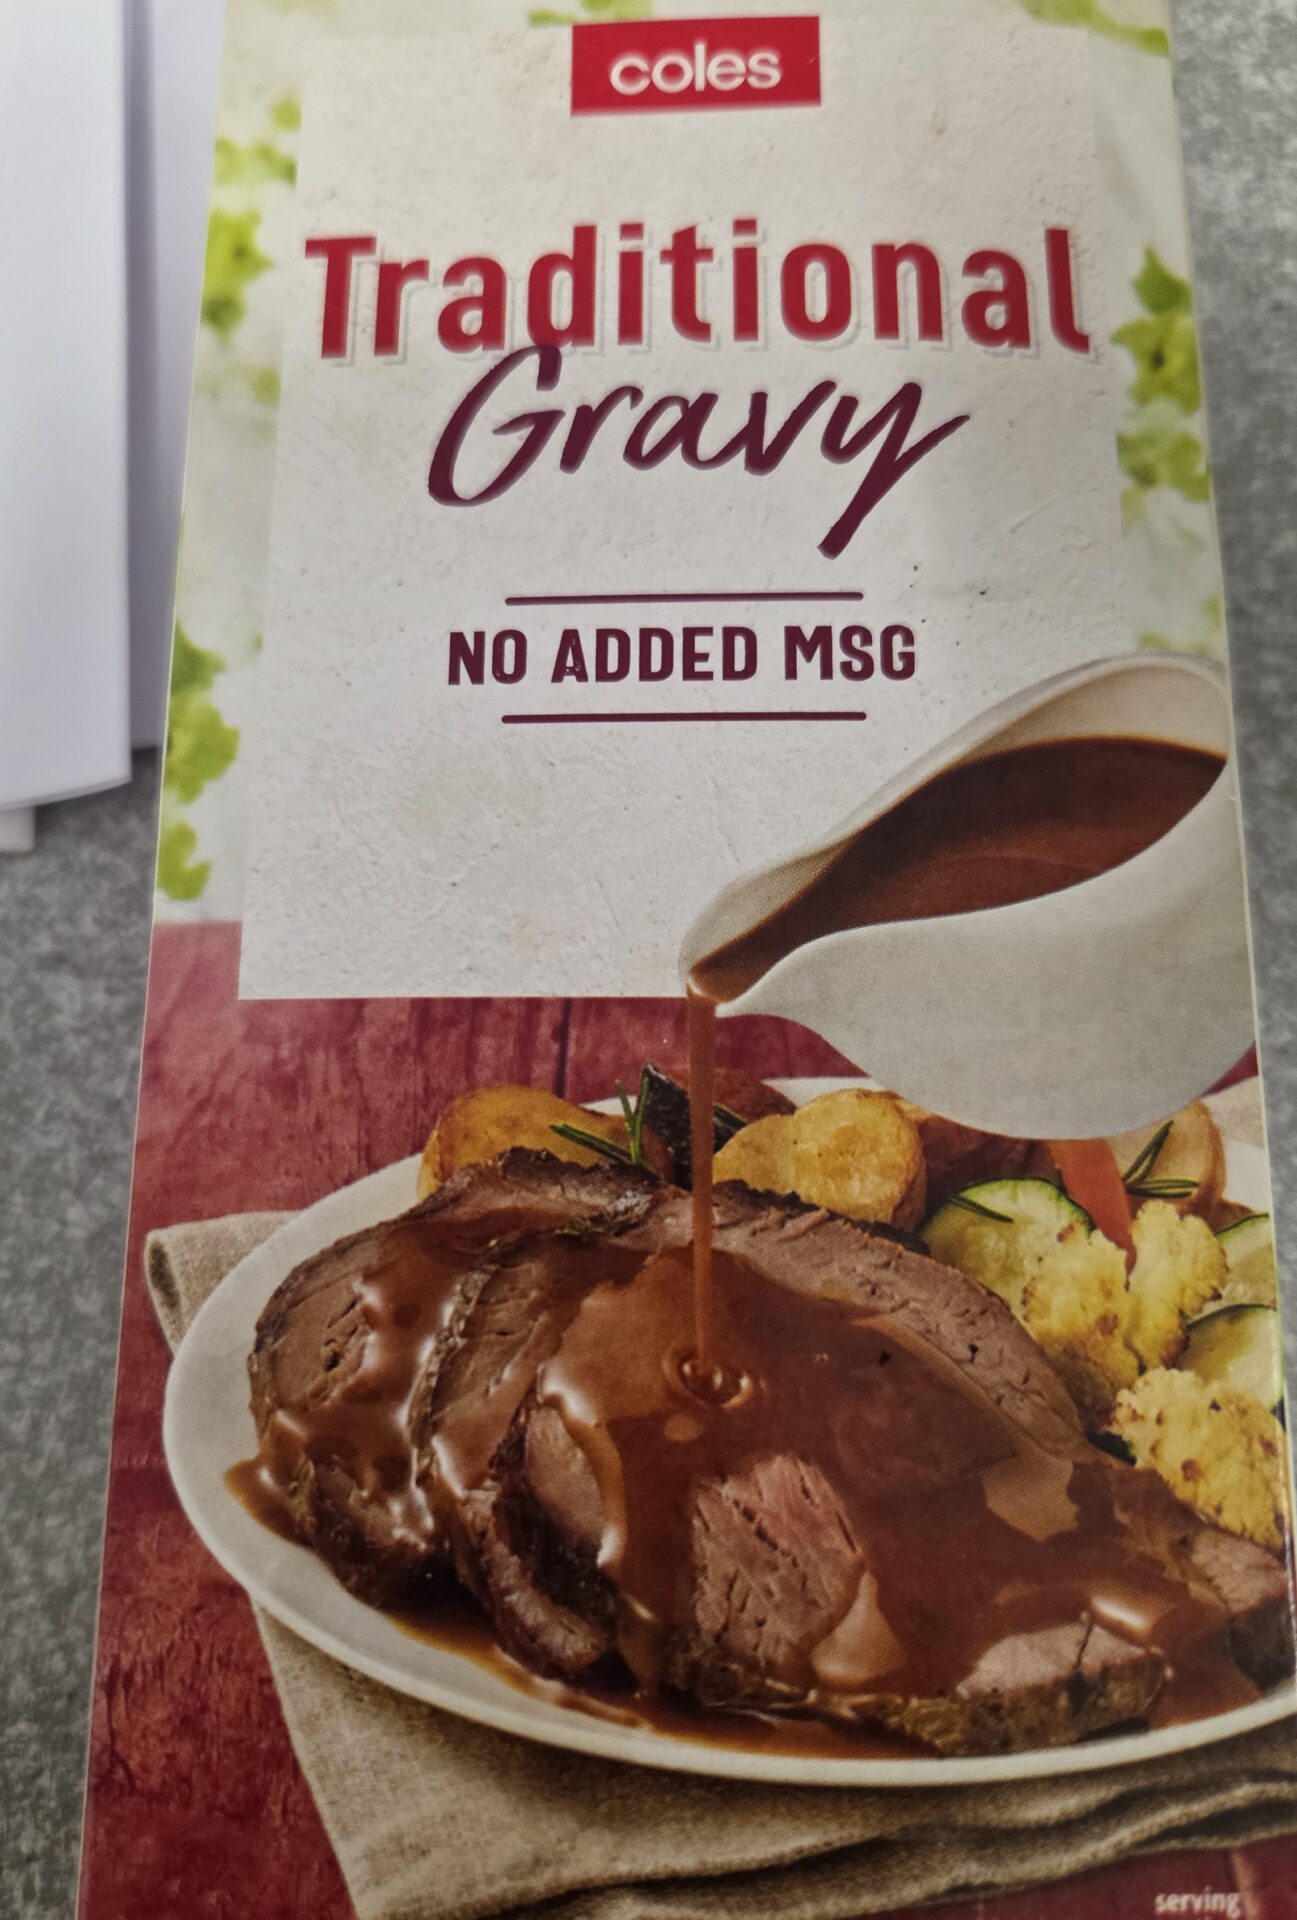 coles
Traditional
Gravy
NO ADDED MSG
serving